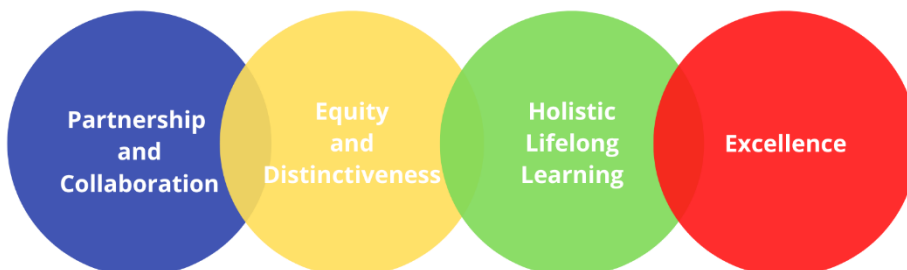 Partnership
and
Collaboration
Equity
and
Distinctiveness
Holistic
Lifelong
Learning
Excellence